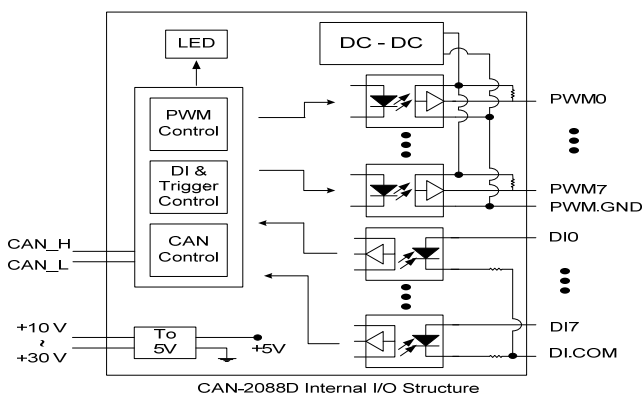 LED
DC - DC
PWM
Control
DI &
Trigger
Control
CAN
Control
CAN_H
CAN_L
+10 V
~
+30 V
To
5V
+5V
PWM0
PWM7
PWM.GND
DI0
DI7
DI.COM
CAN-2088D Internal I/O Structure